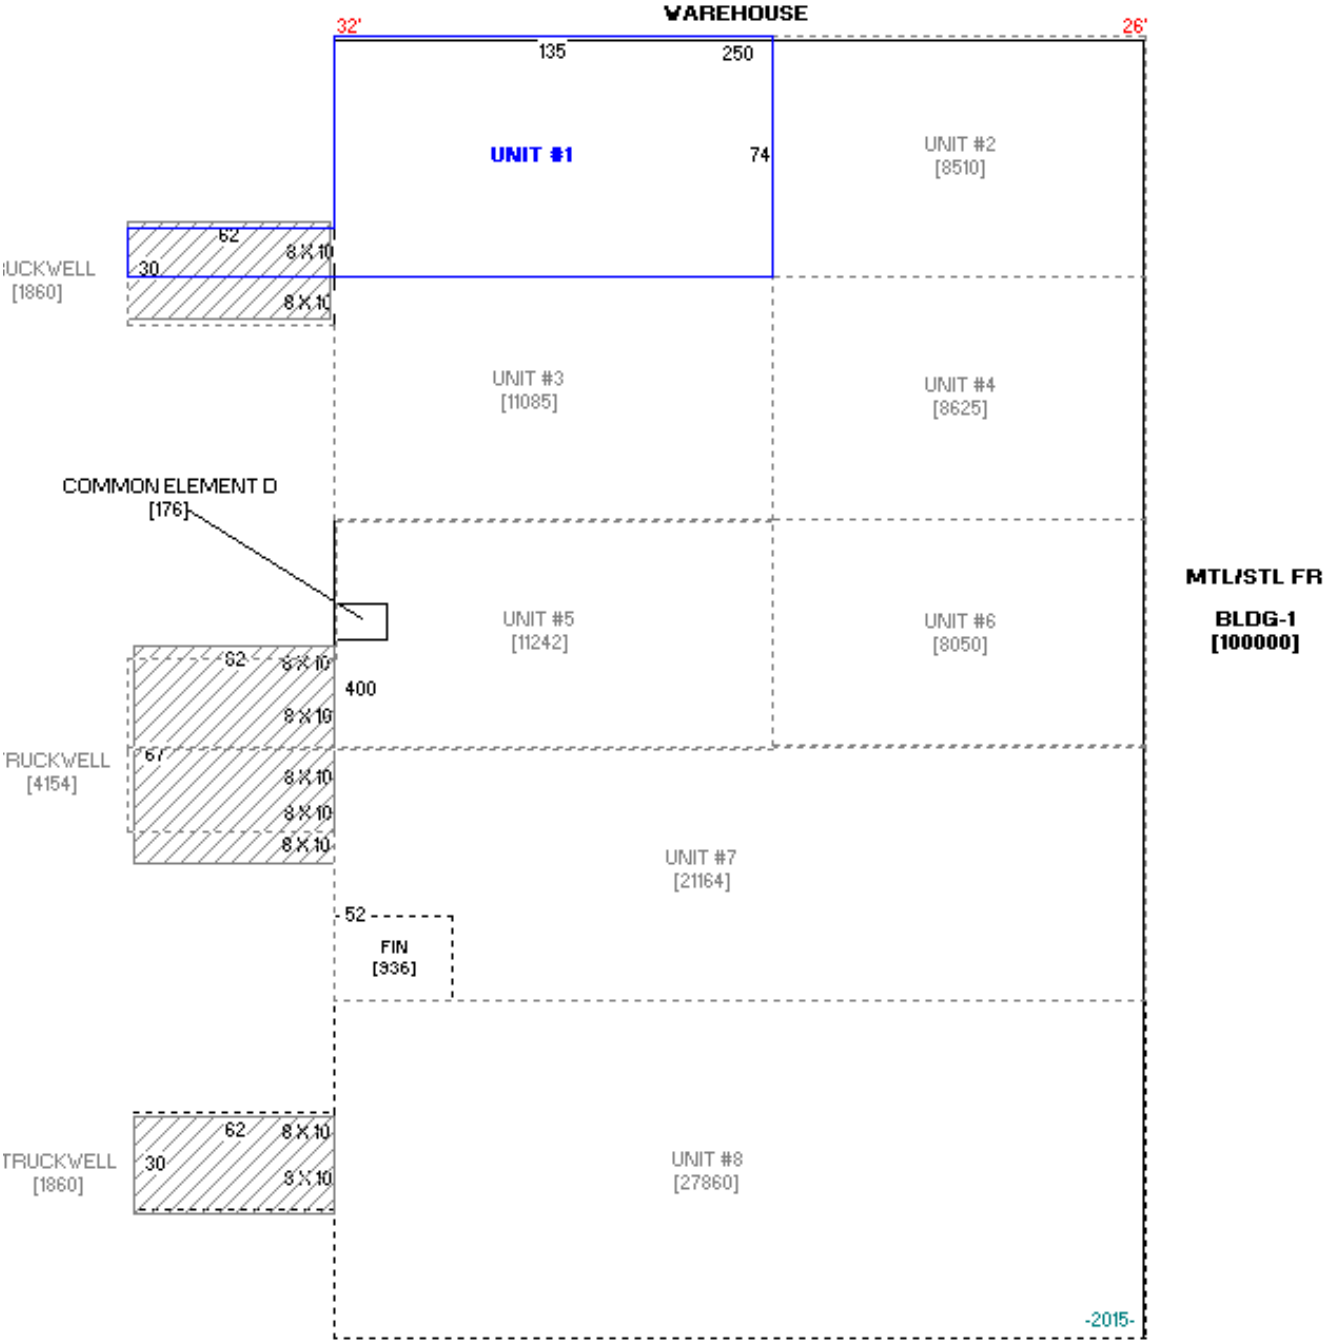 WAREHOUSE
32'
26'
135
250
UNIT #1
74
UNIT #2
[8510]
62
8 X 10
30
UCKWELL
[1860]
8 X 10
UNIT #3
[11085]
UNIT #4
[8625]
COMMON ELEMENT D
[176]
MTL/STL FR
BLDG-1
[100000]
UNIT #5
[11242]
UNIT #6
[8050]
62
8 X 10
400
8 X 10
67
RUCKWELL
[4154]
8 X 10
8 X 10
8 X 10
UNIT #7
[21164]
52
FIN
[936]
62
8 X 10
30
TRUCKWELL
[1860]
8 X 10
UNIT #8
[27860]
-2015-